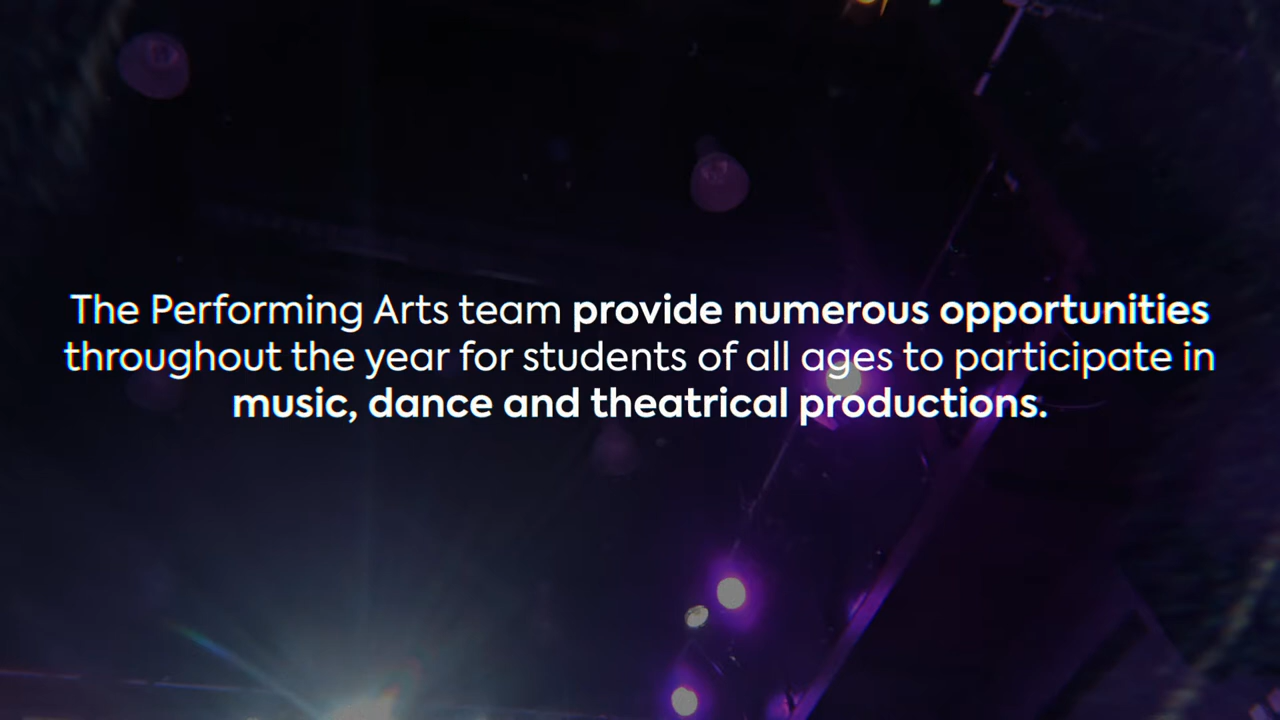 The Performing Arts team provide numerous opportunities
throughout the year for students of all ages to participate in
music, dance and theatrical productions.